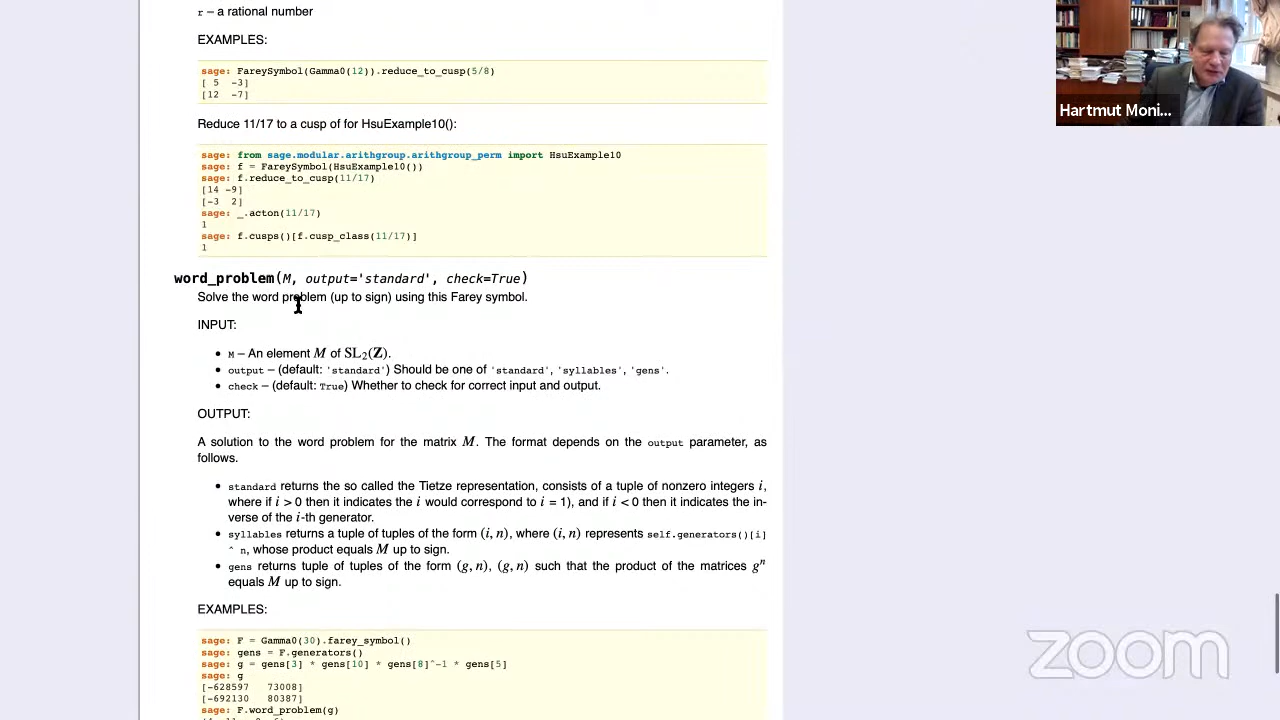 r – a rational number
EXAMPLES:
sage: FareySymbol(Gamma0(12)).reduce_to_cusp(5/8)
[ 5 -3]
[12 -7]
Reduce 11/17 to a cusp of for HsuExample10():
sage: from sage.modular.arithgroup.arithgroup_perm import HsuExample10
sage: f = FareySymbol(HsuExample10())
sage: f.reduce_to_cusp(11/17)
[14 -9]
[-3 2]
sage: _.acton(11/17)
1
sage: f.cusps()[f.cusp_class(11/17)]
1
word_problem(M, output='standard', check=True)
Solve the word problem (up to sign) using this Farey symbol.
INPUT:
• M – An element M of SL₂(Z).
• output – (default: 'standard') Should be one of 'standard', 'syllables', 'gens'.
• check – (default: True) Whether to check for correct input and output.
OUTPUT:
A solution to the word problem for the matrix M. The format depends on the output parameter, as
follows.
• standard returns the so called the Tietze representation, consists of a tuple of nonzero integers i,
where if i > 0 then it indicates the i would correspond to i = 1), and if i < 0 then it indicates the in-
verse of the i-th generator.
• syllables returns a tuple of tuples of the form (i, n), where (i, n) represents self.generators()[i]
^ n, whose product equals M up to sign.
• gens returns tuple of tuples of the form (g, n), (g, n) such that the product of the matrices gⁿ
equals M up to sign.
EXAMPLES:
sage: F = Gamma0(30).farey_symbol()
sage: gens = F.generators()
sage: g = gens[3] * gens[10] * gens[8]^-1 * gens[5]
sage: g
[-628597 73008]
[-692130 80387]
sage: F.word_problem(g)
Hartmut Moni...
zoom